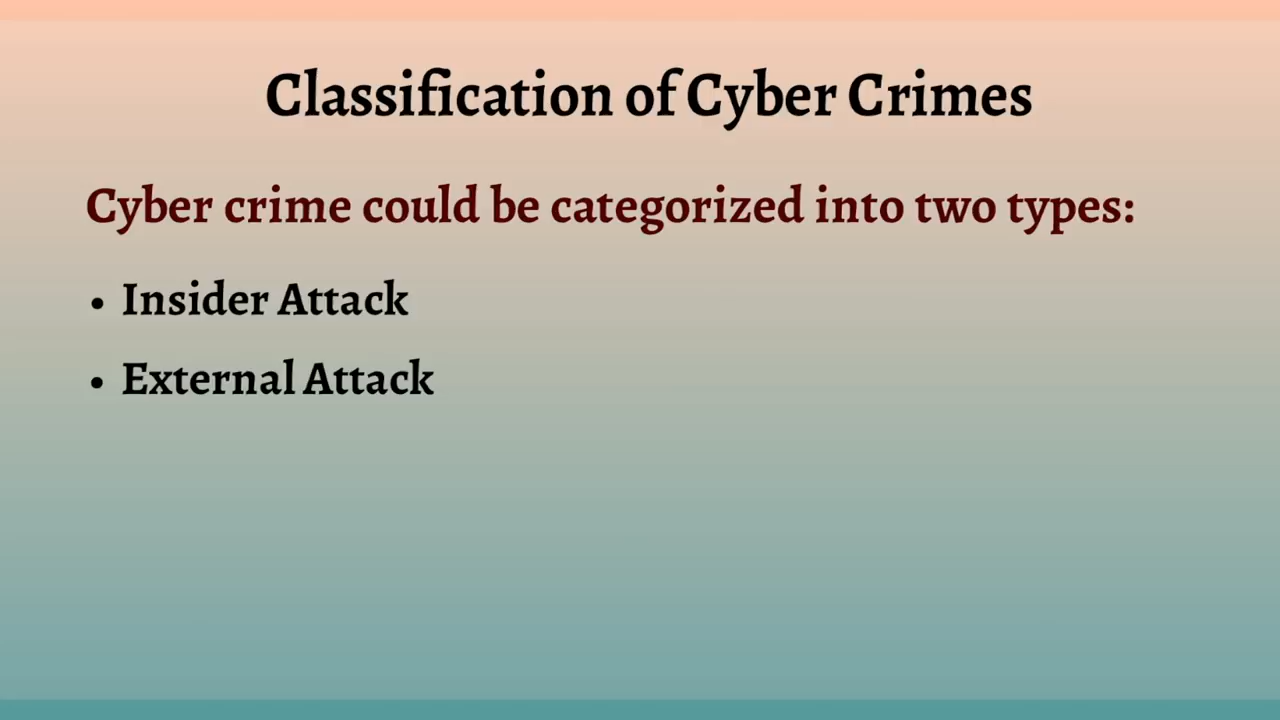 Classification of Cyber Crimes
Cyber crime could be categorized into two types:
• Insider Attack
• External Attack